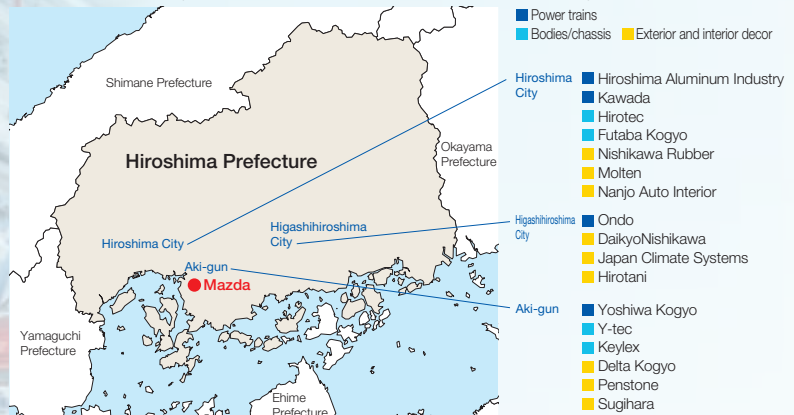 Power trains
Bodies/chassis Exterior and interior decor
Shimane Prefecture
Okayama
Prefecture
Hiroshima Prefecture
Hiroshima City
Higashihiroshima
City
Aki-gun
Mazda
Yamaguchi
Prefecture
Ehime
Prefecture
Hiroshima
City
Hiroshima Aluminum Industry
Kawada
Hirotec
Futaba Kogyo
Nishikawa Rubber
Molten
Nanjo Auto Interior
Higashihiroshima
City
Ondo
DaikyoNishikawa
Japan Climate Systems
Hirotani
Aki-gun
Yoshiwa Kogyo
Y-tec
Keylex
Delta Kogyo
Penstone
Sugihara